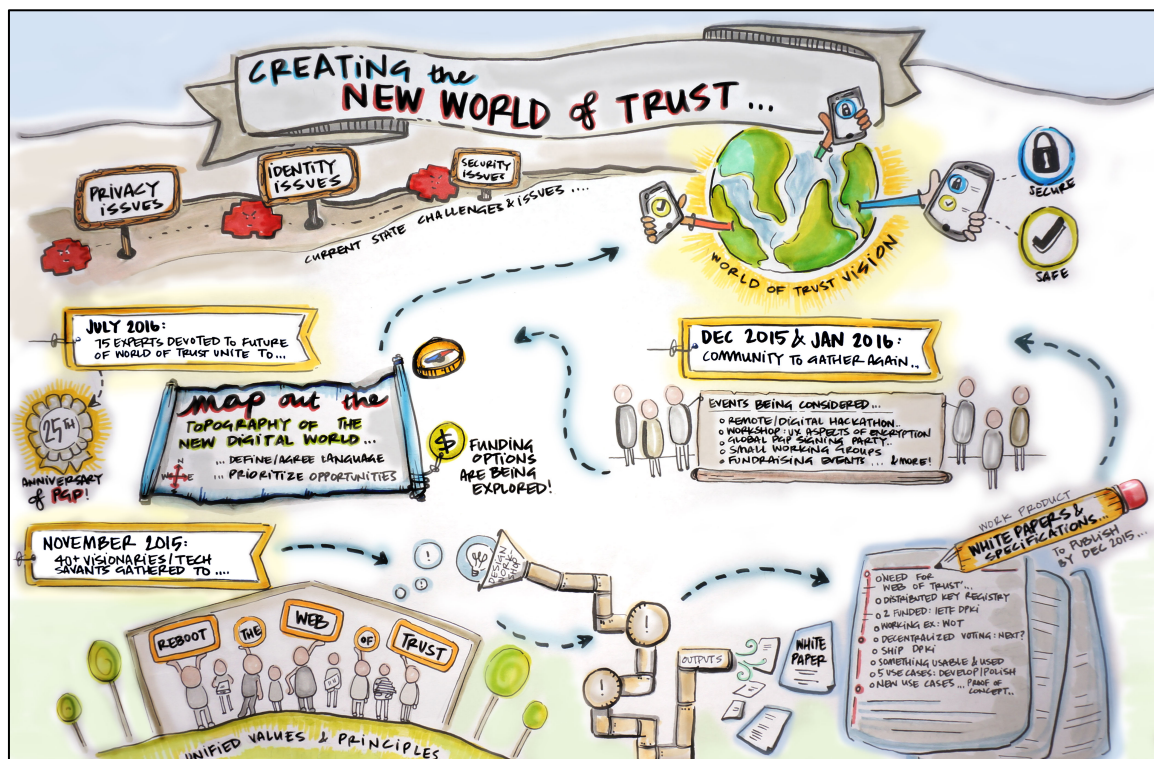 CREATING the
NEW WORLD of TRUST...
PRIVACY
ISSUES
IDENTITY
ISSUES
SECURITY
ISSUES
CURRENT STATE CHALLENGES & ISSUES ....
SECURE
SAFE
WORLD OF TRUST VISION
JULY 2016:
75 EXPERTS DEVOTED TO FUTURE
OF WORLD OF TRUST UNITE TO...
25TH
ANNIVERSARY
of PGP!
map out the
TOPOGRAPHY OF THE
NEW DIGITAL WORLD...
...DEFINE/AGREE LANGUAGE
...PRIORITIZE OPPORTUNITIES
N
W E
S
$
FUNDING
OPTIONS
ARE BEING
EXPLORED!
DEC 2015 & JAN 2016:
COMMUNITY TO GATHER AGAIN...
EVENTS BEING CONSIDERED...
o REMOTE/DIGITAL HACKATHON..
o WORKSHOP: UX ASPECTS OF ENCRYPTION
o GLOBAL PGP SIGNING PARTY..
o SMALL WORKING GROUPS
o FUNDRAISING EVENTS .... & MORE!
NOVEMBER 2015:
40+ VISIONARIES/TECH
SAVANTS GATHERED TO ....
REBOOT
THE
WEB
OF
TRUST
UNIFIED VALUES & PRINCIPLES
!
!
DESIGN
WORK-
SHOP
!
!
OUTPUTS
WHITE
PAPER
WORK PRODUCT
WHITE PAPERS &
SPECIFICATIONS...
TO PUBLISH
BY DEC 2015...
o NEED FOR
WEB OF TRUST'...
o DISTRIBUTED KEY REGISTRY
o 2 FUNDED: IETF DPKi
o WORKING EX: WOT
o DECENTRALIZED VOTING: NEXT?
o SHIP DPKi
o SOMETHING USABLE & USED
o 5 USE CASES: DEVELOP/POLISH
o NEW USE CASES ... PROOF OF
CONCEPT..